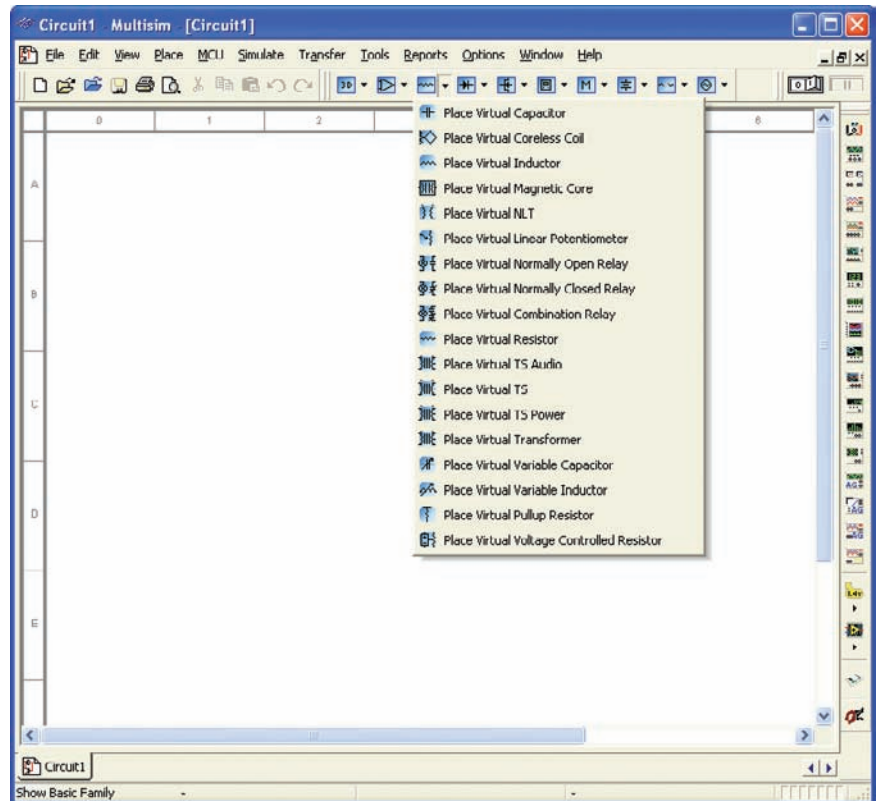 Circuit1 - Multisim - [Circuit1]
File Edit View Place MCU Simulate Transfer Tools Reports Options Window Help
0 1 2 6
Place Virtual Capacitor
Place Virtual Coreless Coil
Place Virtual Inductor
A
Place Virtual Magnetic Core
Place Virtual NLT
Place Virtual Linear Potentiometer
Place Virtual Normally Open Relay
B
Place Virtual Normally Closed Relay
Place Virtual Combination Relay
Place Virtual Resistor
Place Virtual TS Audio
Place Virtual TS
C
Place Virtual TS Power
Place Virtual Transformer
Place Virtual Variable Capacitor
Place Virtual Variable Inductor
D
Place Virtual Pullup Resistor
Place Virtual Voltage Controlled Resistor
E
Circuit1
Show Basic Family - -